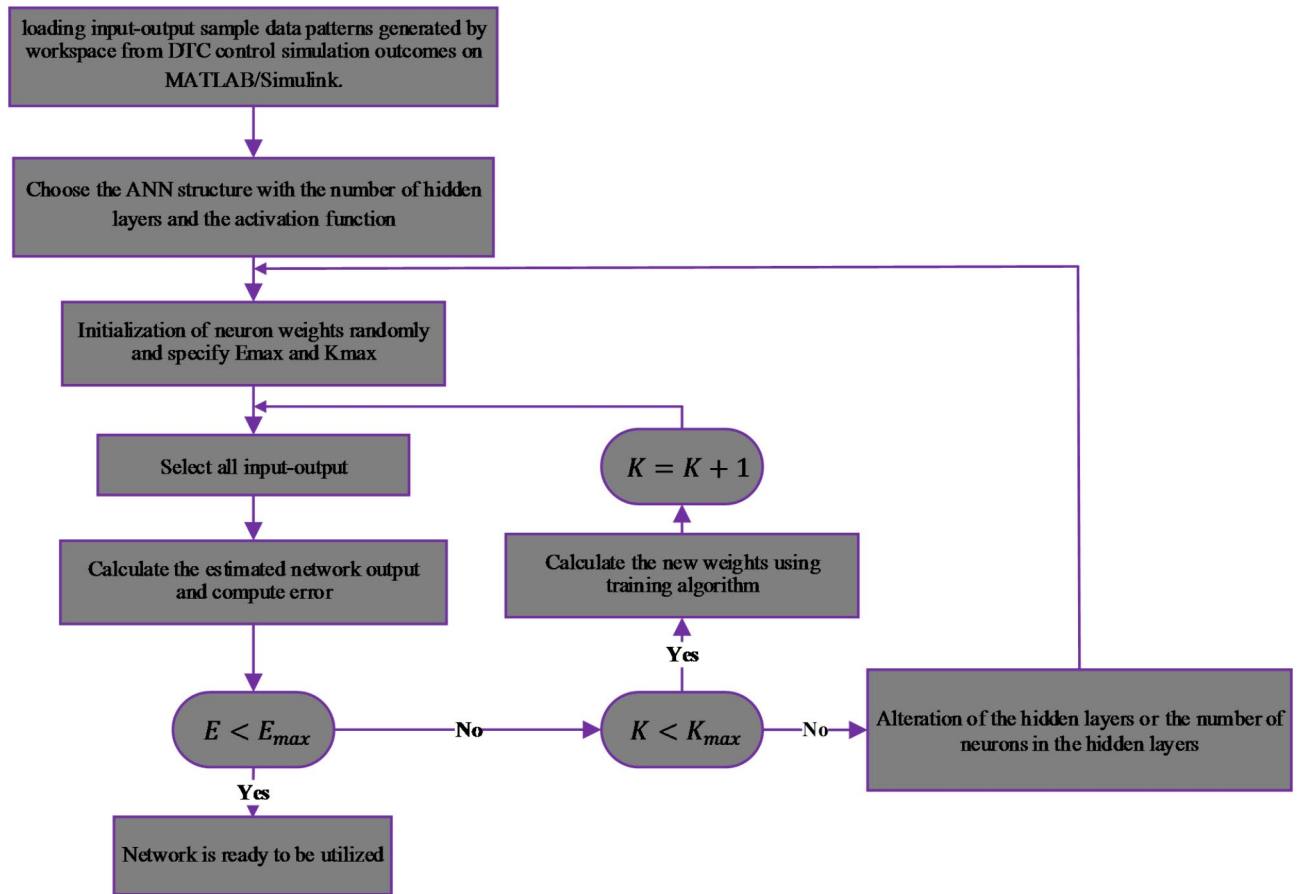 loading input-output sample data patterns generated by
workspace from DTC control simulation outcomes on
MATLAB/Simulink.
Choose the ANN structure with the number of hidden
layers and the activation function
Initialization of neuron weights randomly
and specify Emax and Kmax
Select all input-output
K = K + 1
Calculate the estimated network output
and compute error
Calculate the new weights using
training algorithm
Yes
E < E_max
No
K < K_max
No
Alteration of the hidden layers or the number of
neurons in the hidden layers
Yes
Network is ready to be utilized